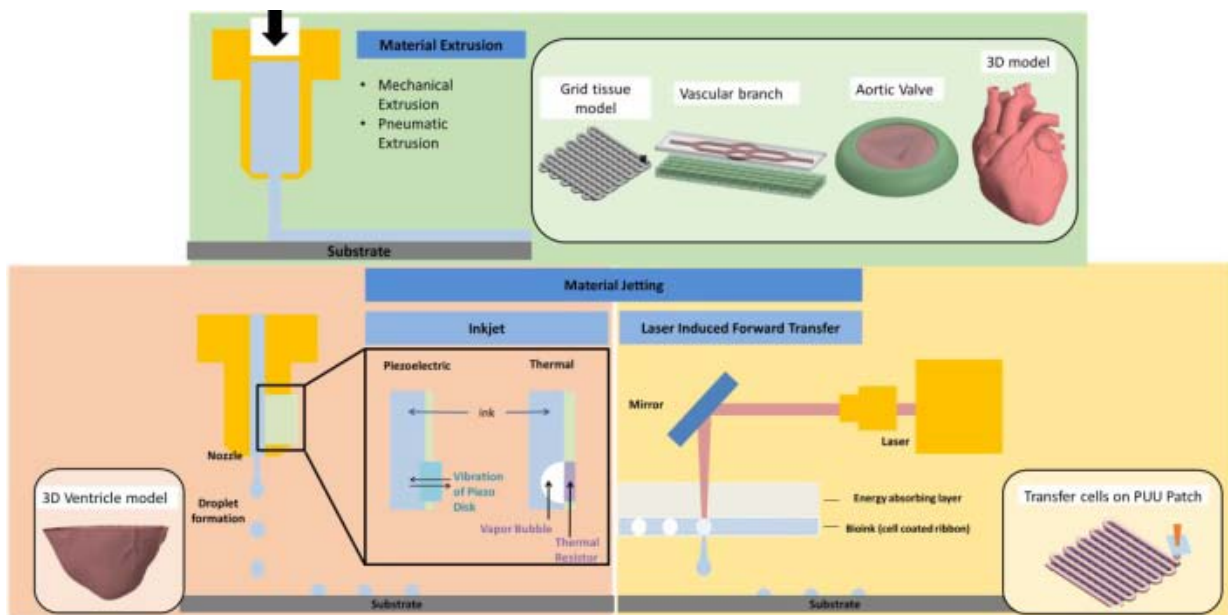 Material Extrusion
• Mechanical
Extrusion
• Pneumatic
Extrusion
Grid tissue
model
Vascular branch
Aortic Valve
3D model
Substrate
Material Jetting
Inkjet
Laser Induced Forward Transfer
Piezoelectric
Thermal
ink
Vibration
of Piezo
Disk
Vapor Bubble
Thermal
Resistor
Nozzle
Droplet
formation
3D Ventricle model
Substrate
Mirror
Laser
Energy absorbing layer
Bioink (cell coated ribbon)
Transfer cells on PUU Patch
Substrate